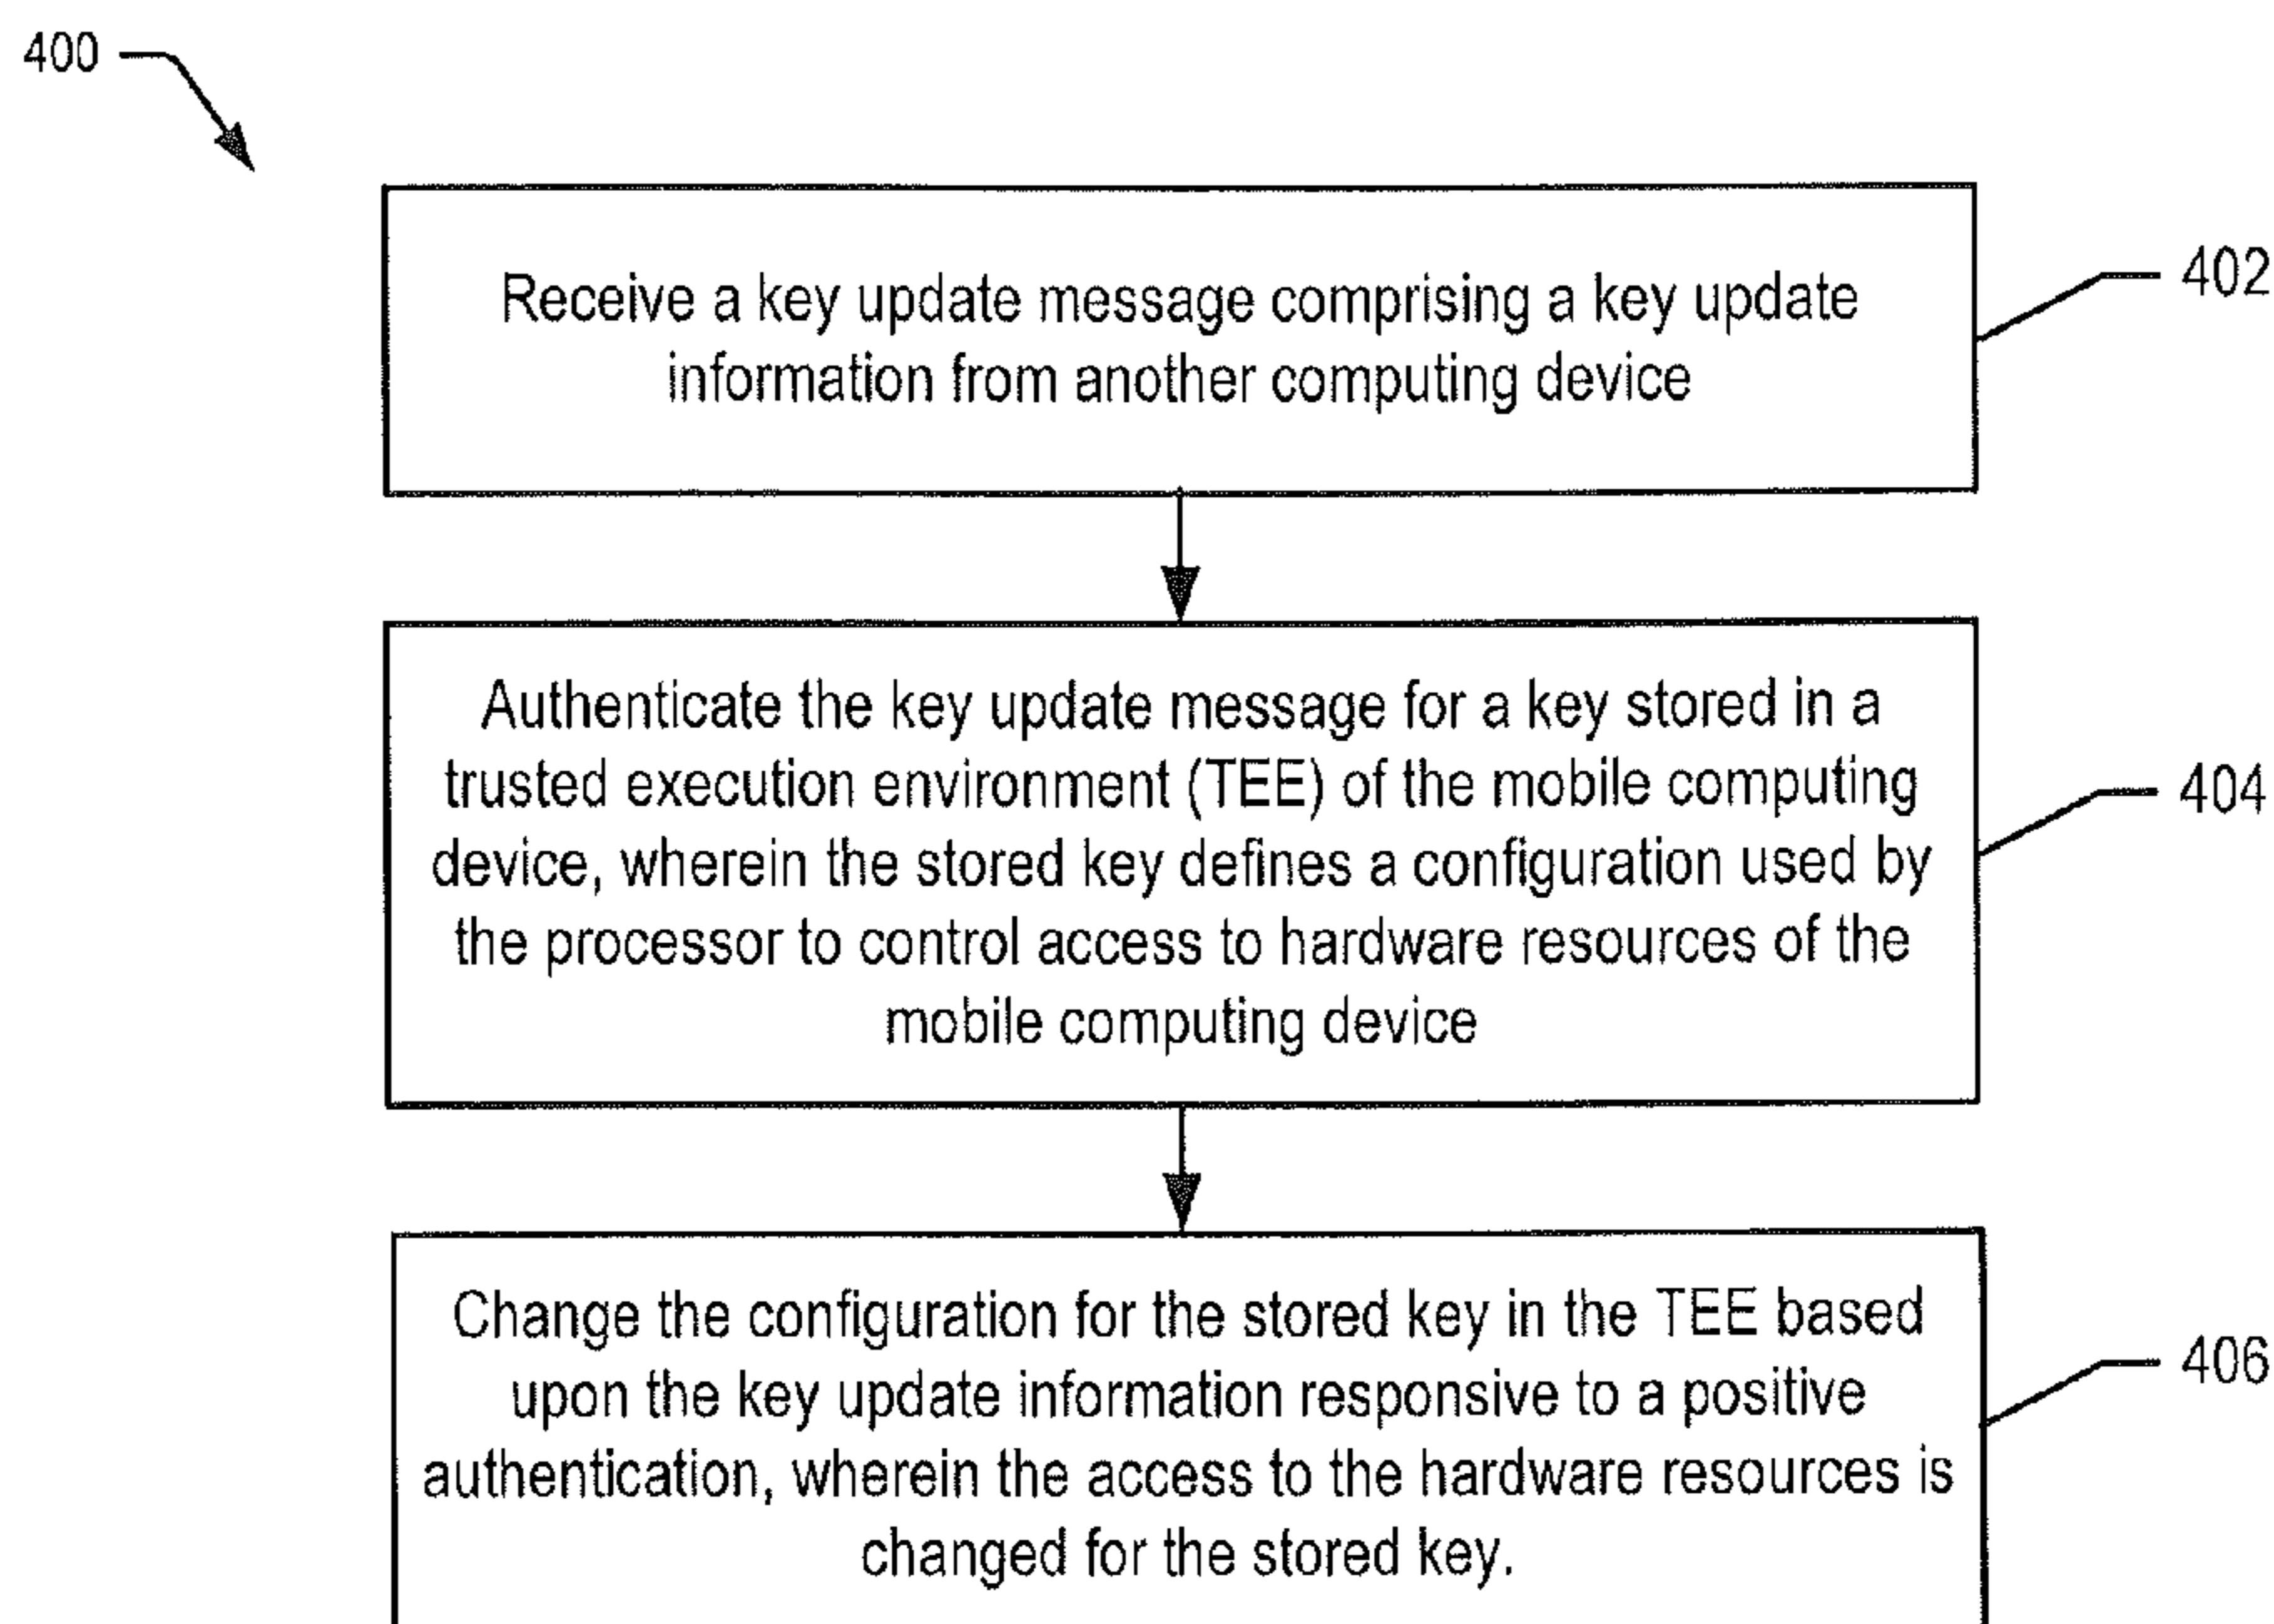 400
Receive a key update message comprising a key update
information from another computing device
402
Authenticate the key update message for a key stored in a
trusted execution environment (TEE) of the mobile computing
device, wherein the stored key defines a configuration used by
the processor to control access to hardware resources of the
mobile computing device
404
Change the configuration for the stored key in the TEE based
upon the key update information responsive to a positive
authentication, wherein the access to the hardware resources is
changed for the stored key.
406